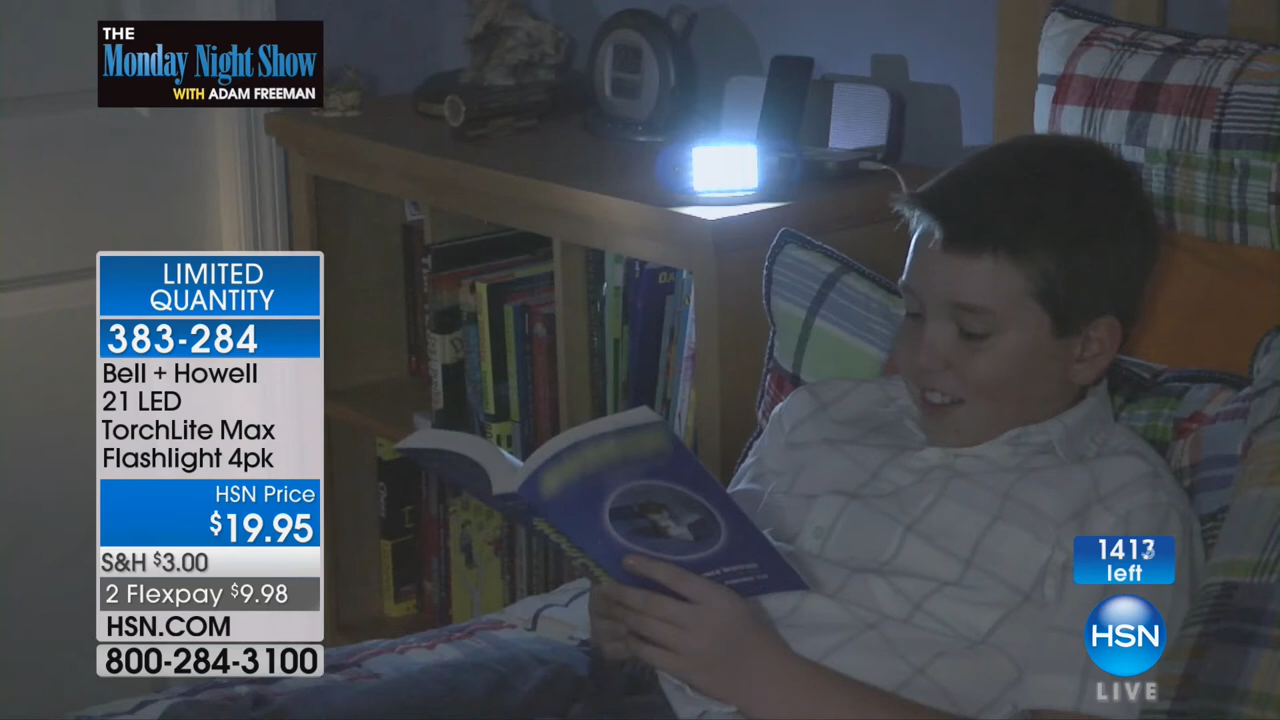 THE
Monday Night Show
WITH ADAM FREEMAN
LIMITED
QUANTITY
383-284
Bell + Howell
21 LED
TorchLite Max
Flashlight 4pk
HSN Price
$19.95
S&H $3.00
2 Flexpay $9.98
HSN.COM
800-284-3100
1413
left
HSN
LIVE